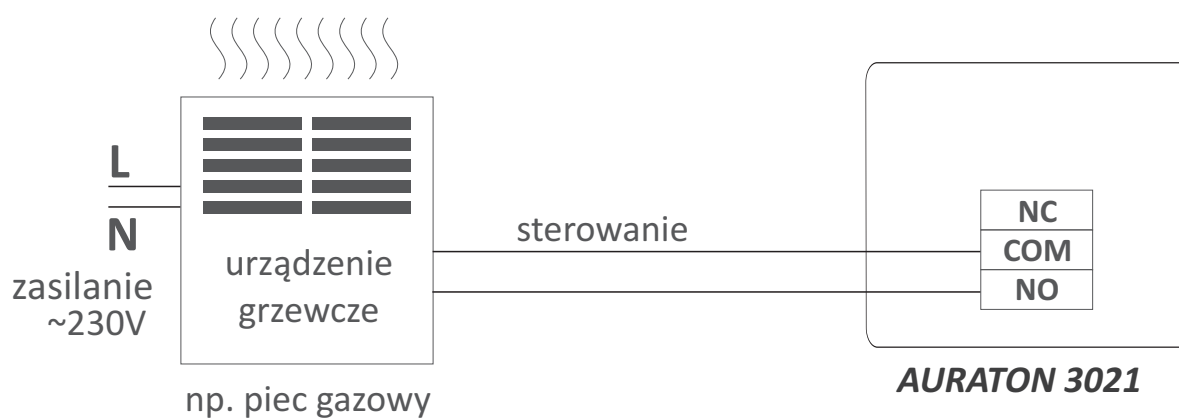 L
N
zasilanie
~230V
urządzenie
grzewcze
np. piec gazowy
sterowanie
NC
COM
NO
AURATON 3021